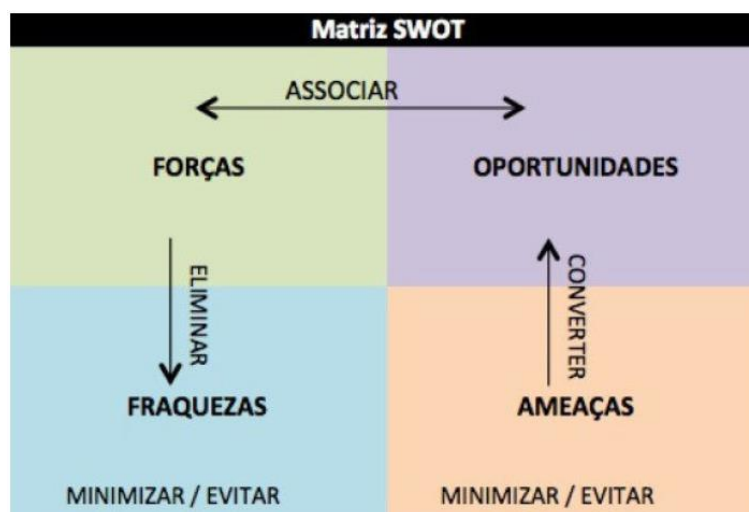 Matriz SWOT
ASSOCIAR
FORÇAS
OPORTUNIDADES
ELIMINAR
CONVERTER
FRAQUEZAS
AMEAÇAS
MINIMIZAR / EVITAR
MINIMIZAR / EVITAR